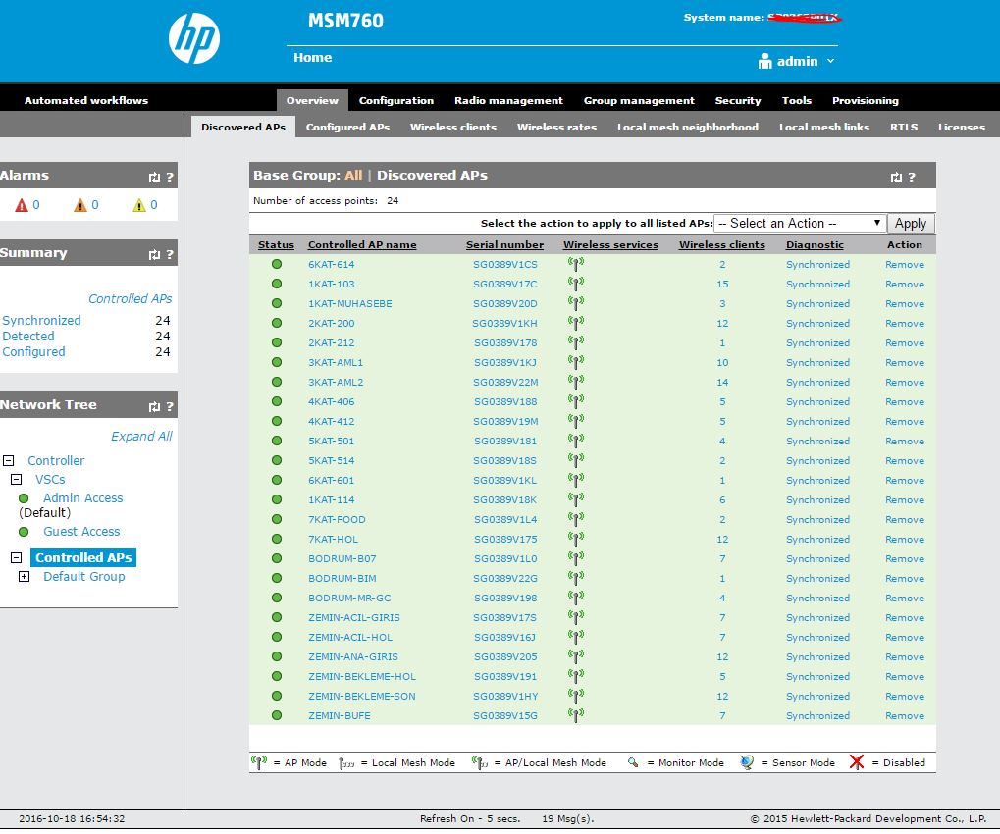 hp
MSM760
System name:
Home
admin
Automated workflows
Overview Configuration Radio management Group management Security Tools Provisioning
Discovered APs Configured APs Wireless clients Wireless rates Local mesh neighborhood Local mesh links RTLS Licenses
Alarms ?
0 0 0
Summary ?
Controlled APs
Synchronized 24
Detected 24
Configured 24
Network Tree ?
Expand All
Controller
VSCs
Admin Access
(Default)
Guest Access
Controlled APs
Default Group
Base Group: All | Discovered APs ?
Number of access points: 24
Select the action to apply to all listed APs: -- Select an Action -- Apply
Status Controlled AP name Serial number Wireless services Wireless clients Diagnostic Action
6KAT-614 SG0389V1CS 2 Synchronized Remove
1KAT-103 SG0389V17C 15 Synchronized Remove
1KAT-MUHASEBE SG0389V20D 3 Synchronized Remove
2KAT-200 SG0389V1KH 12 Synchronized Remove
2KAT-212 SG0389V178 1 Synchronized Remove
3KAT-AML1 SG0389V1KJ 10 Synchronized Remove
3KAT-AML2 SG0389V22M 14 Synchronized Remove
4KAT-406 SG0389V188 5 Synchronized Remove
4KAT-412 SG0389V19M 5 Synchronized Remove
5KAT-501 SG0389V181 4 Synchronized Remove
5KAT-514 SG0389V18S 2 Synchronized Remove
6KAT-601 SG0389V1KL 1 Synchronized Remove
1KAT-114 SG0389V18K 6 Synchronized Remove
7KAT-FOOD SG0389V1L4 2 Synchronized Remove
7KAT-HOL SG0389V175 12 Synchronized Remove
BODRUM-B07 SG0389V1L0 7 Synchronized Remove
BODRUM-BIM SG0389V22G 1 Synchronized Remove
BODRUM-MR-GC SG0389V198 4 Synchronized Remove
ZEMIN-ACIL-GIRIS SG0389V17S 7 Synchronized Remove
ZEMIN-ACIL-HOL SG0389V16J 7 Synchronized Remove
ZEMIN-ANA-GIRIS SG0389V205 12 Synchronized Remove
ZEMIN-BEKLEME-HOL SG0389V191 5 Synchronized Remove
ZEMIN-BEKLEME-SON SG0389V1HY 12 Synchronized Remove
ZEMIN-BUFE SG0389V15G 7 Synchronized Remove
= AP Mode = Local Mesh Mode = AP/Local Mesh Mode = Monitor Mode = Sensor Mode = Disabled
2016-10-18 16:54:32 Refresh On - 5 secs. 19 Msg(s). © 2015 Hewlett-Packard Development Co., L.P.